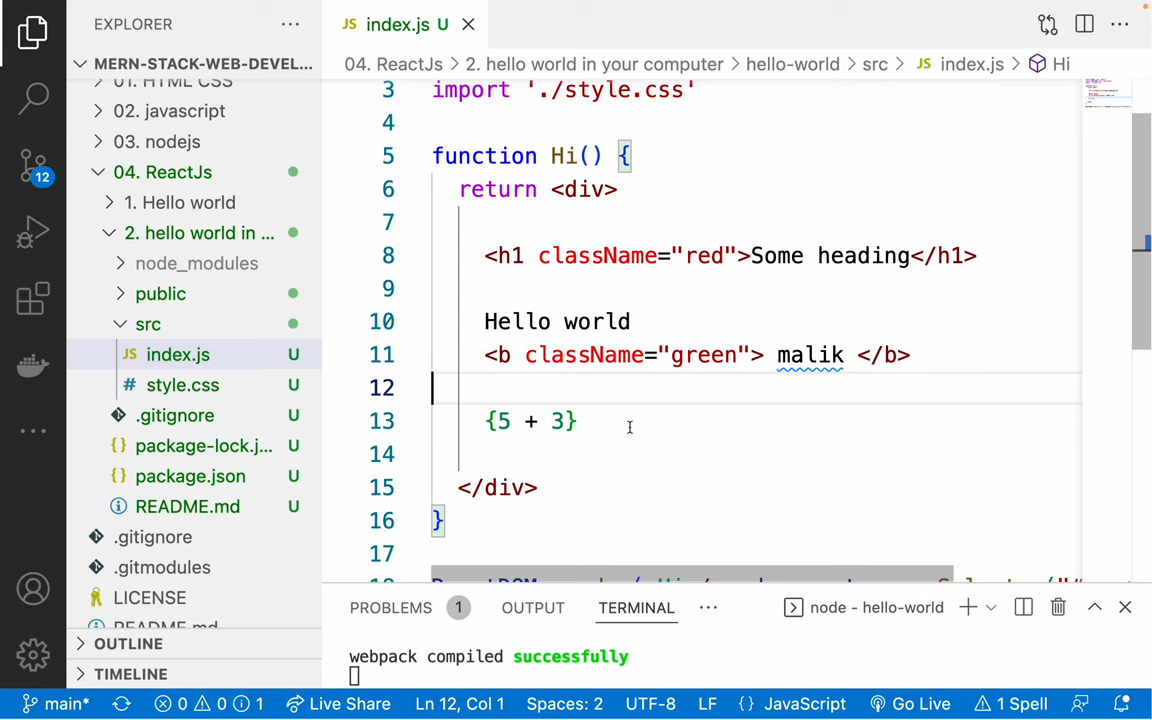 EXPLORER
JS index.js U
MERN-STACK-WEB-DEVEL...
04. ReactJs > 2. hello world in your computer > hello-world > src > JS index.js > Hi
01. HTML CSS
02. javascript
03. nodejs
04. ReactJs
1. Hello world
2. hello world in ...
node_modules
public
src
JS index.js U
# style.css U
.gitignore U
{} package-lock.j... U
{} package.json U
README.md U
.gitignore
.gitmodules
LICENSE
README.md
OUTLINE
TIMELINE
12
3 import './style.css'
4
5 function Hi() {
6 return <div>
7
8 <h1 className="red">Some heading</h1>
9
10 Hello world
11 <b className="green"> malik </b>
12
13 {5 + 3}
14
15 </div>
16 }
17
PROBLEMS 1 OUTPUT TERMINAL ... node - hello-world
webpack compiled successfully
main* 0 0 1 Live Share Ln 12, Col 1 Spaces: 2 UTF-8 LF {} JavaScript Go Live 1 Spell